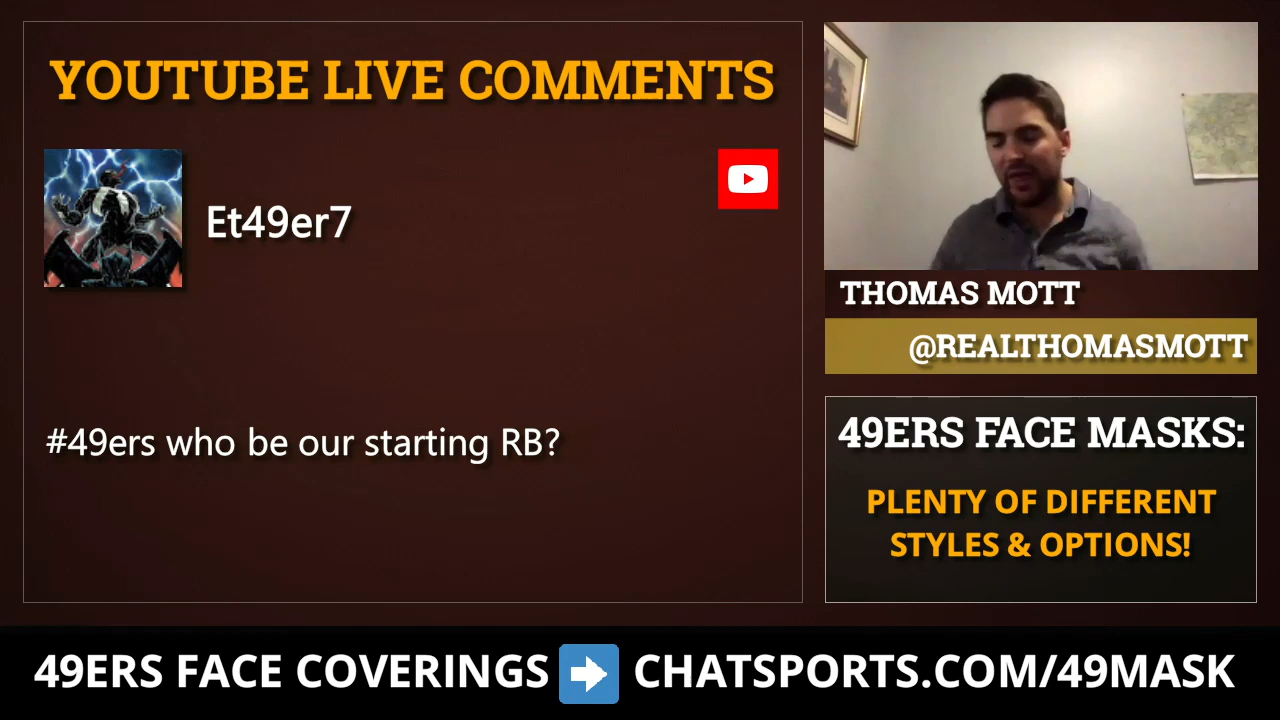 YOUTUBE LIVE COMMENTS
Et49er7
#49ers who be our starting RB?
THOMAS MOTT
@REALTHOMASMOTT
49ERS FACE MASKS:
PLENTY OF DIFFERENT
STYLES & OPTIONS!
49ERS FACE COVERINGS ➡ CHATSPORTS.COM/49MASK